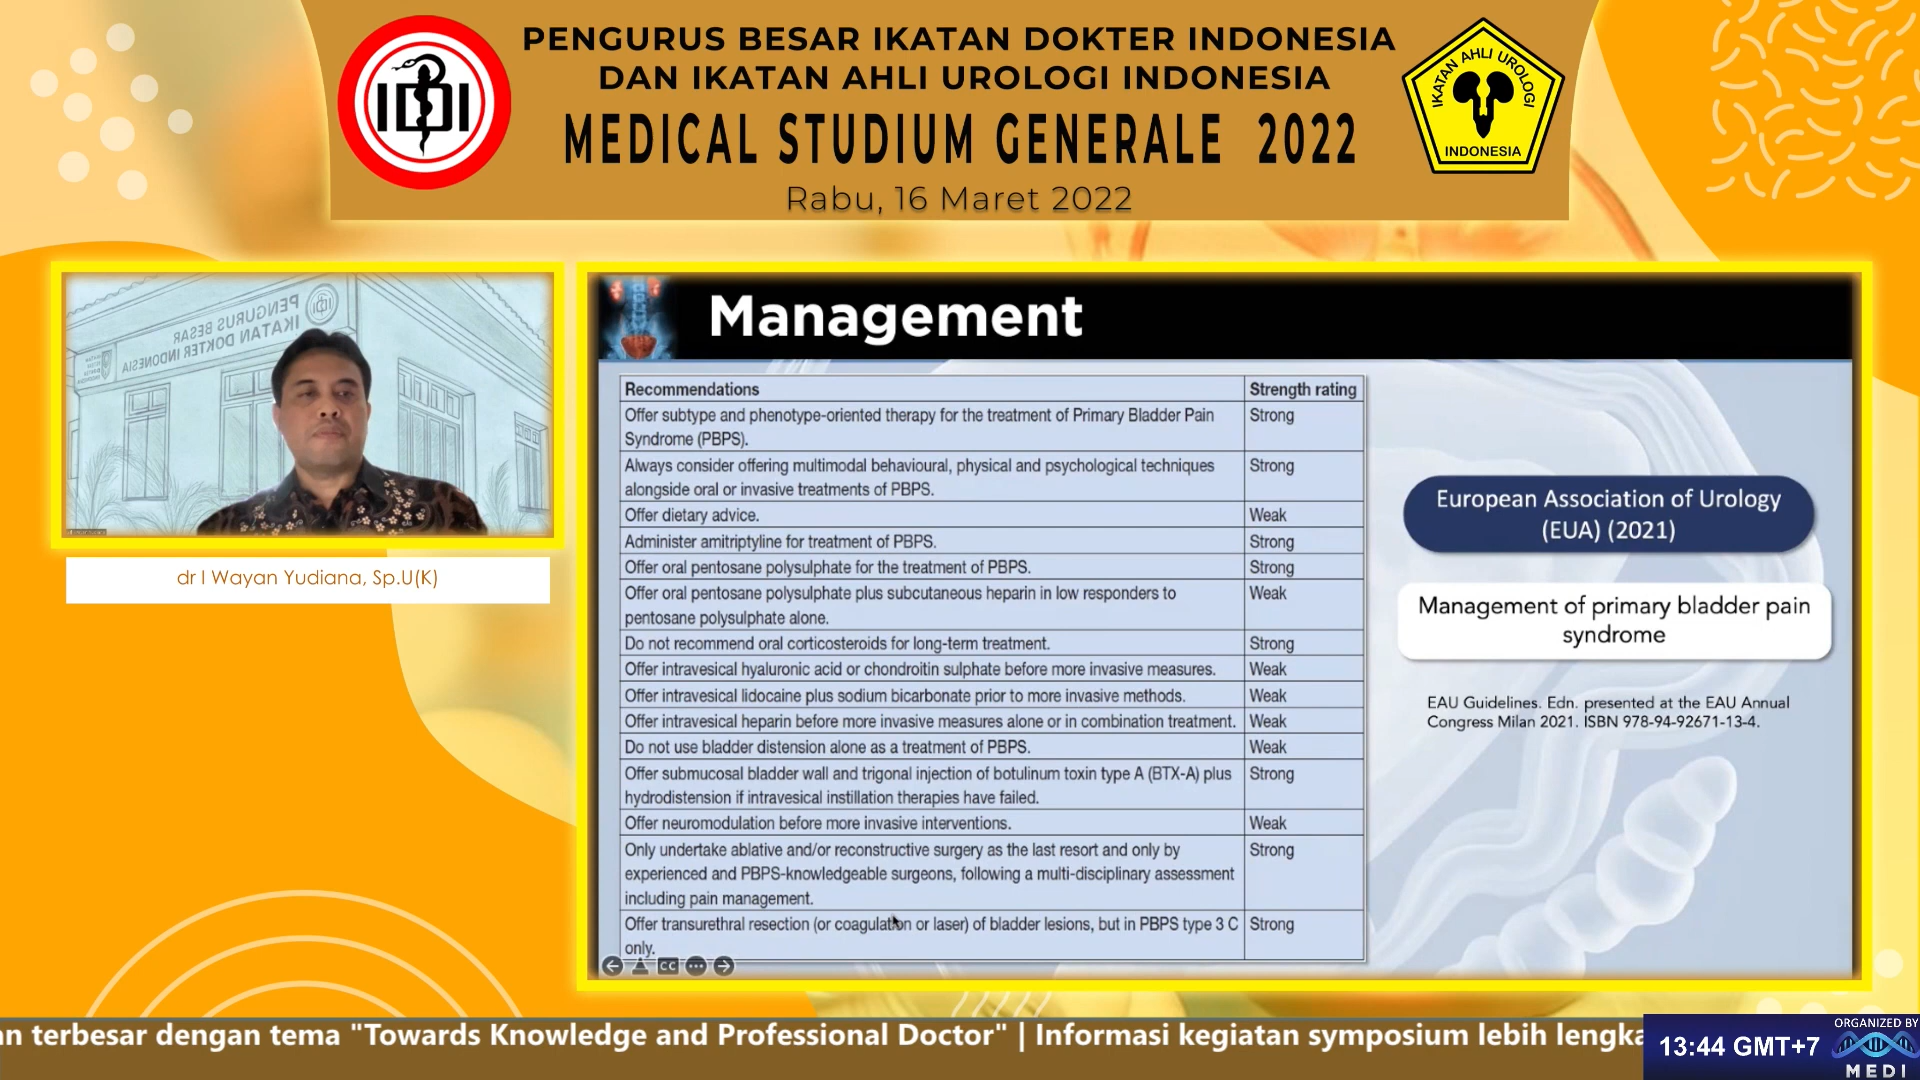 PENGURUS BESAR IKATAN DOKTER INDONESIA
DAN IKATAN AHLI UROLOGI INDONESIA
MEDICAL STUDIUM GENERALE 2022
Rabu, 16 Maret 2022
IDI
IKATAN AHLI UROLOGI
INDONESIA
PENGURUS BESAR
IKATAN DOKTER INDONESIA
dr I Wayan Yudiana, Sp.U(K)
Management
Recommendations Strength rating
Offer subtype and phenotype-oriented therapy for the treatment of Primary Bladder Pain Strong
Syndrome (PBPS).
Always consider offering multimodal behavioural, physical and psychological techniques Strong
alongside oral or invasive treatments of PBPS.
Offer dietary advice. Weak
Administer amitriptyline for treatment of PBPS. Strong
Offer oral pentosane polysulphate for the treatment of PBPS. Strong
Offer oral pentosane polysulphate plus subcutaneous heparin in low responders to Weak
pentosane polysulphate alone.
Do not recommend oral corticosteroids for long-term treatment. Strong
Offer intravesical hyaluronic acid or chondroitin sulphate before more invasive measures. Weak
Offer intravesical lidocaine plus sodium bicarbonate prior to more invasive methods. Weak
Offer intravesical heparin before more invasive measures alone or in combination treatment. Weak
Do not use bladder distension alone as a treatment of PBPS. Weak
Offer submucosal bladder wall and trigonal injection of botulinum toxin type A (BTX-A) plus Strong
hydrodistension if intravesical instillation therapies have failed.
Offer neuromodulation before more invasive interventions. Weak
Only undertake ablative and/or reconstructive surgery as the last resort and only by Strong
experienced and PBPS-knowledgeable surgeons, following a multi-disciplinary assessment
including pain management.
Offer transurethral resection (or coagulation or laser) of bladder lesions, but in PBPS type 3 C Strong
only.
CC
European Association of Urology
(EUA) (2021)
Management of primary bladder pain
syndrome
EAU Guidelines. Edn. presented at the EAU Annual
Congress Milan 2021. ISBN 978-94-92671-13-4.
an terbesar dengan tema "Towards Knowledge and Professional Doctor" | Informasi kegiatan symposium lebih lengka
13:44 GMT+7
ORGANIZED BY
MEDI